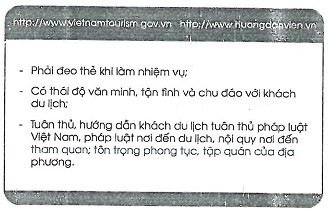 http://www.vietnamtourism.gov.vn http://www.huongdanvien.vn
- Phải đeo thẻ khi làm nhiệm vụ;
- Có thái độ văn minh, tận tình và chu đáo với khách
du lịch;
- Tuân thủ, hướng dẫn khách du lịch tuân thủ pháp luật
Việt Nam, pháp luật nơi đến du lịch, nội quy nơi đến
tham quan; tôn trọng phong tục, tập quán của địa
phương.